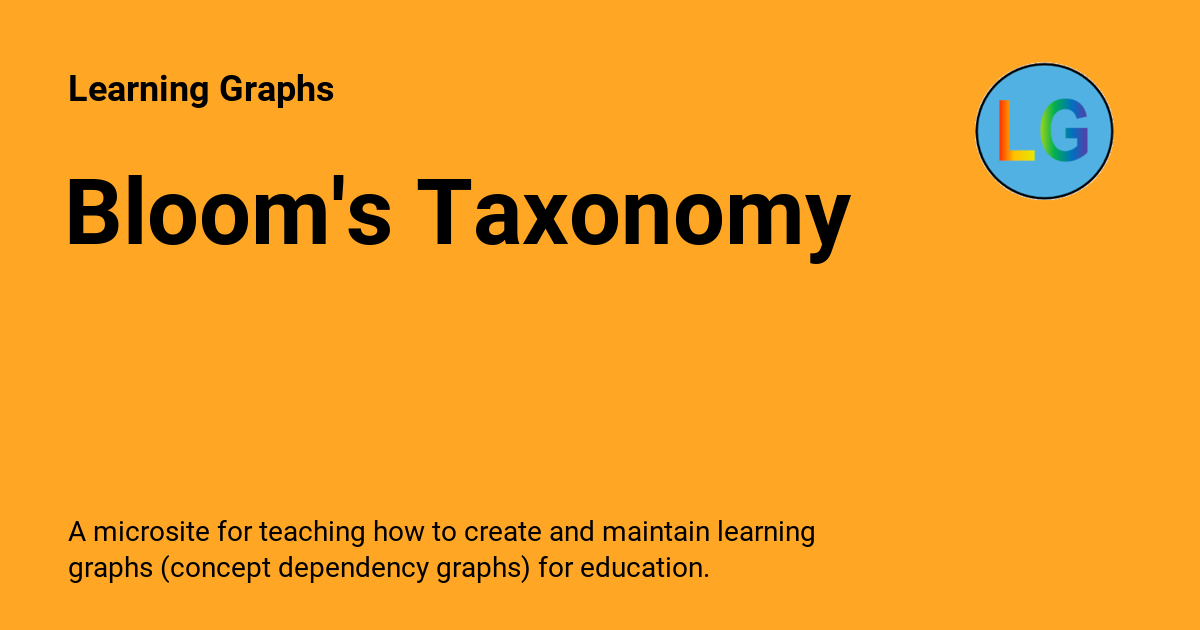 Learning Graphs
LG
Bloom's Taxonomy
A microsite for teaching how to create and maintain learning
graphs (concept dependency graphs) for education.